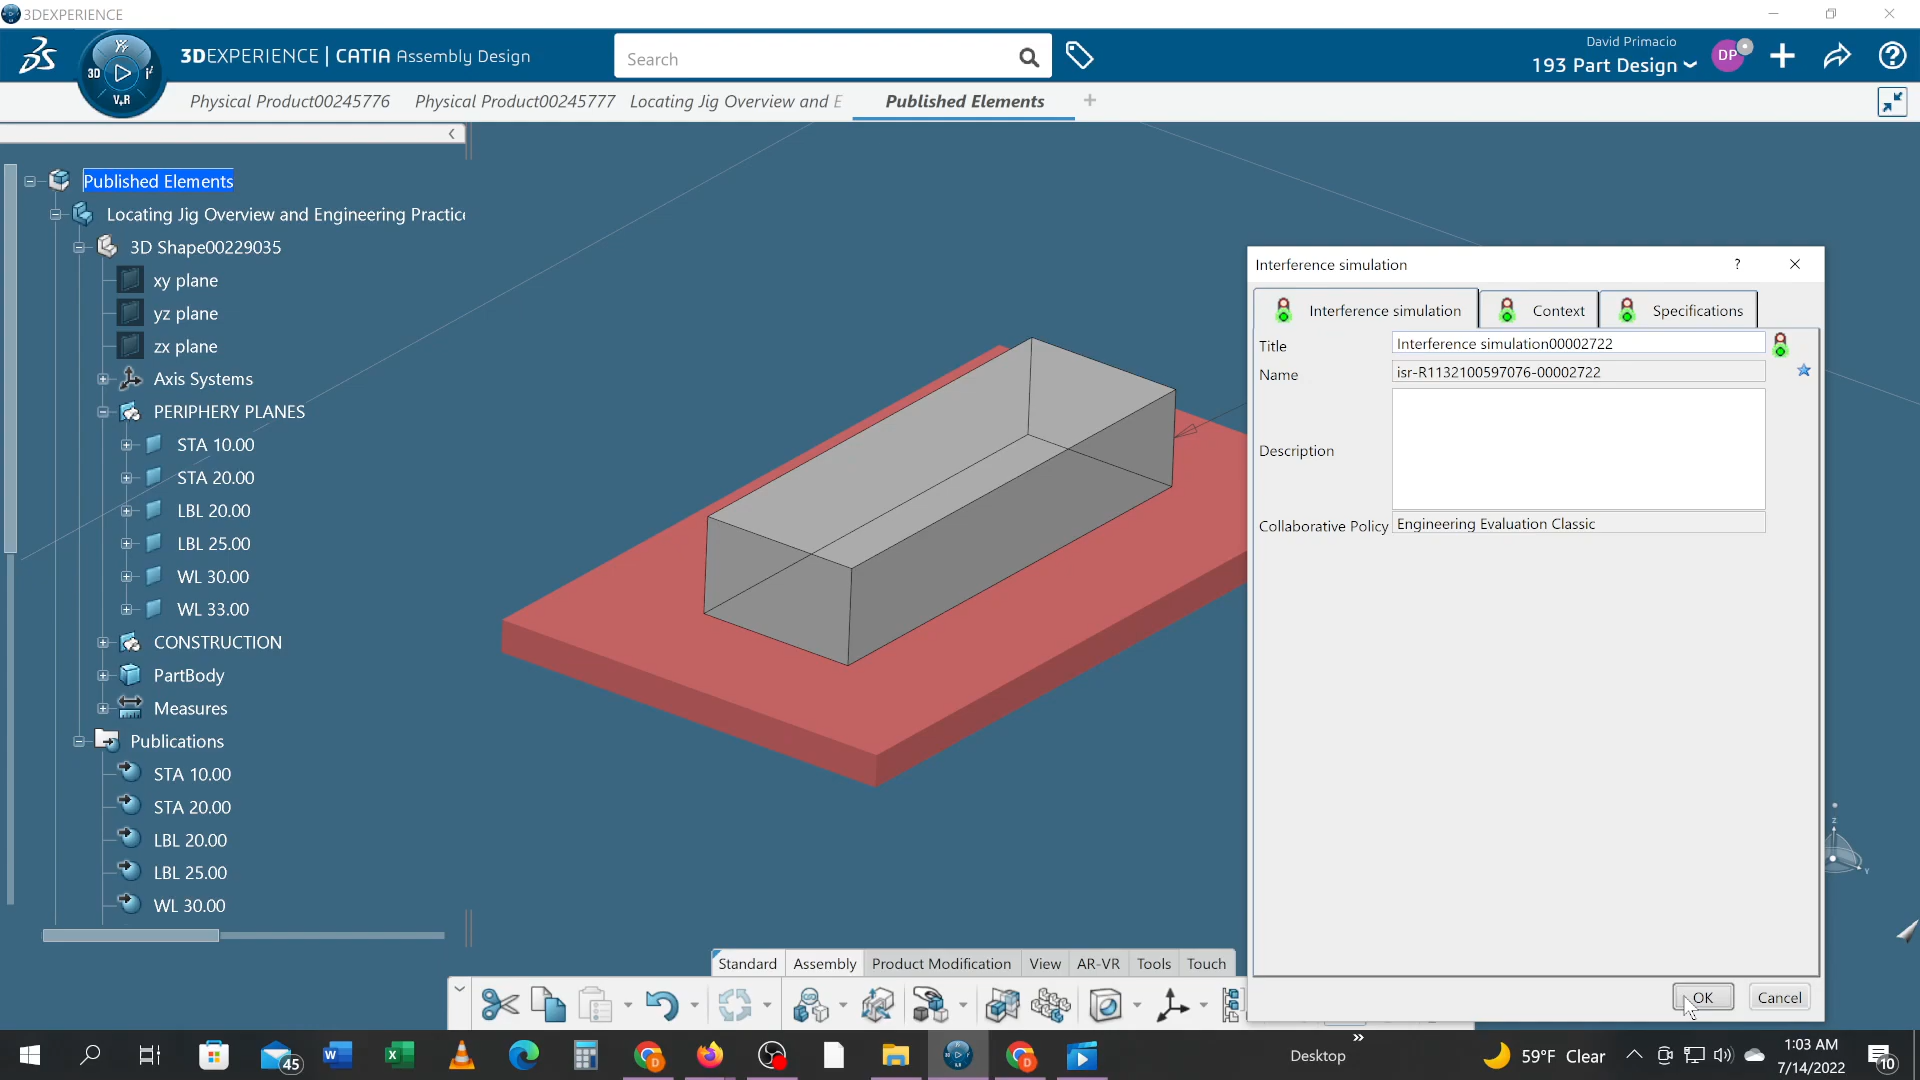 3DEXPERIENCE
3DEXPERIENCE | CATIA Assembly Design
3D
V.R
Search
David Primacio
193 Part Design
DP
Physical Product00245776
Physical Product00245777
Locating Jig Overview and E
Published Elements
Published Elements
Locating Jig Overview and Engineering Practice
3D Shape00229035
xy plane
yz plane
zx plane
Axis Systems
PERIPHERY PLANES
STA 10.00
STA 20.00
LBL 20.00
LBL 25.00
WL 30.00
WL 33.00
CONSTRUCTION
PartBody
Measures
Publications
STA 10.00
STA 20.00
LBL 20.00
LBL 25.00
WL 30.00
Interference simulation
?
Interference simulation
Context
Specifications
Title
Interference simulation00002722
Name
isr-R1132100597076-00002722
Description
Collaborative Policy
Engineering Evaluation Classic
OK
Cancel
z
Y
Standard
Assembly
Product Modification
View
AR-VR
Tools
Touch
45
Desktop
59°F Clear
1:03 AM
7/14/2022
10